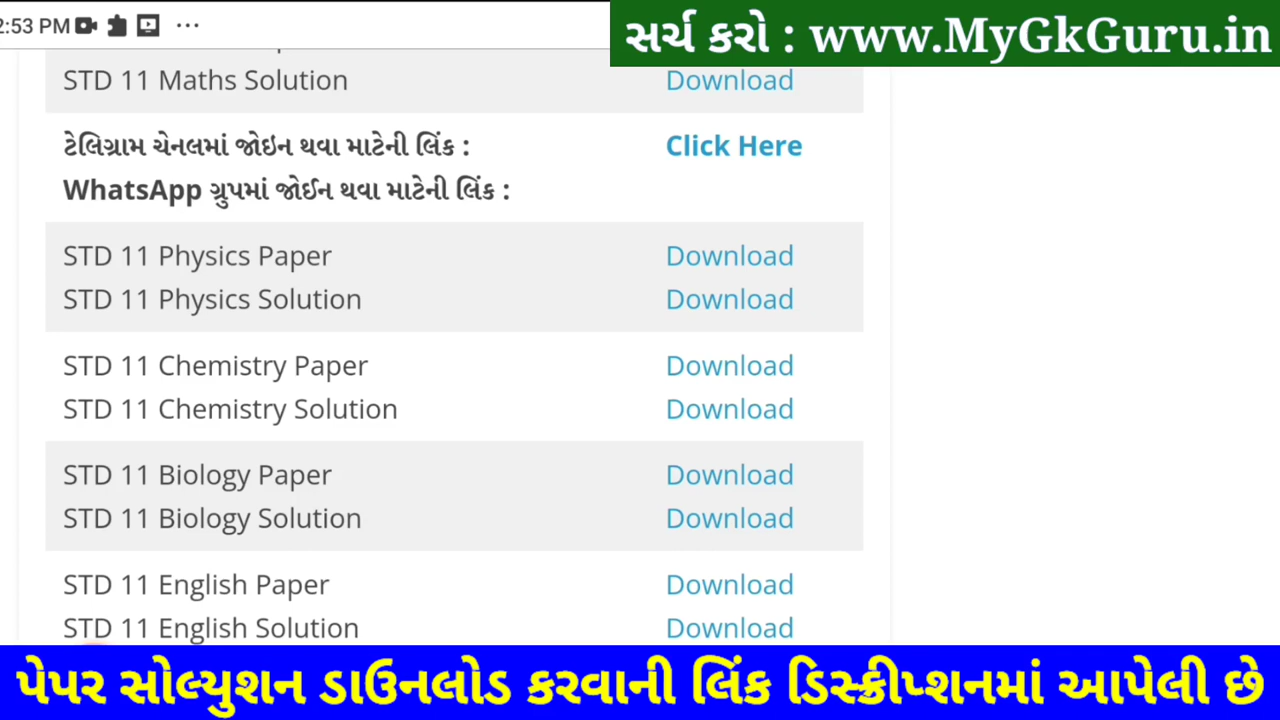 2:53 PM ...
સર્ચ કરો : www.MyGkGuru.in
STD 11 Maths Solution Download
ટેલિગ્રામ ચેનલમાં જોઇન થવા માટેની લિંક : Click Here
WhatsApp ગ્રુપમાં જોઈન થવા માટેની લિંક :
STD 11 Physics Paper Download
STD 11 Physics Solution Download
STD 11 Chemistry Paper Download
STD 11 Chemistry Solution Download
STD 11 Biology Paper Download
STD 11 Biology Solution Download
STD 11 English Paper Download
STD 11 English Solution Download
પેપર સોલ્યુશન ડાઉનલોડ કરવાની લિંક ડિસ્ક્રીપ્શનમાં આપેલી છે